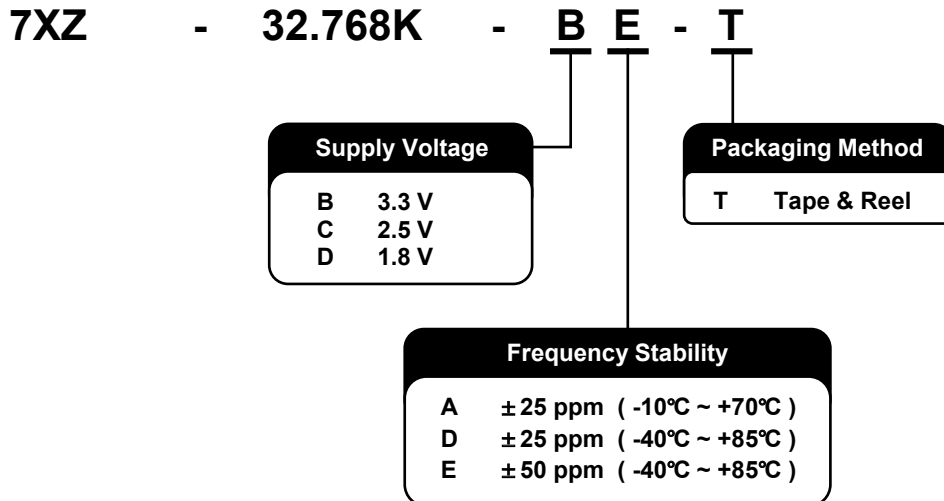 7XZ - 32.768K - B E - T
Supply Voltage
B 3.3 V
C 2.5 V
D 1.8 V
Packaging Method
T Tape & Reel
Frequency Stability
A ±25 ppm ( -10℃ ~ +70℃ )
D ±25 ppm ( -40℃ ~ +85℃ )
E ±50 ppm ( -40℃ ~ +85℃ )